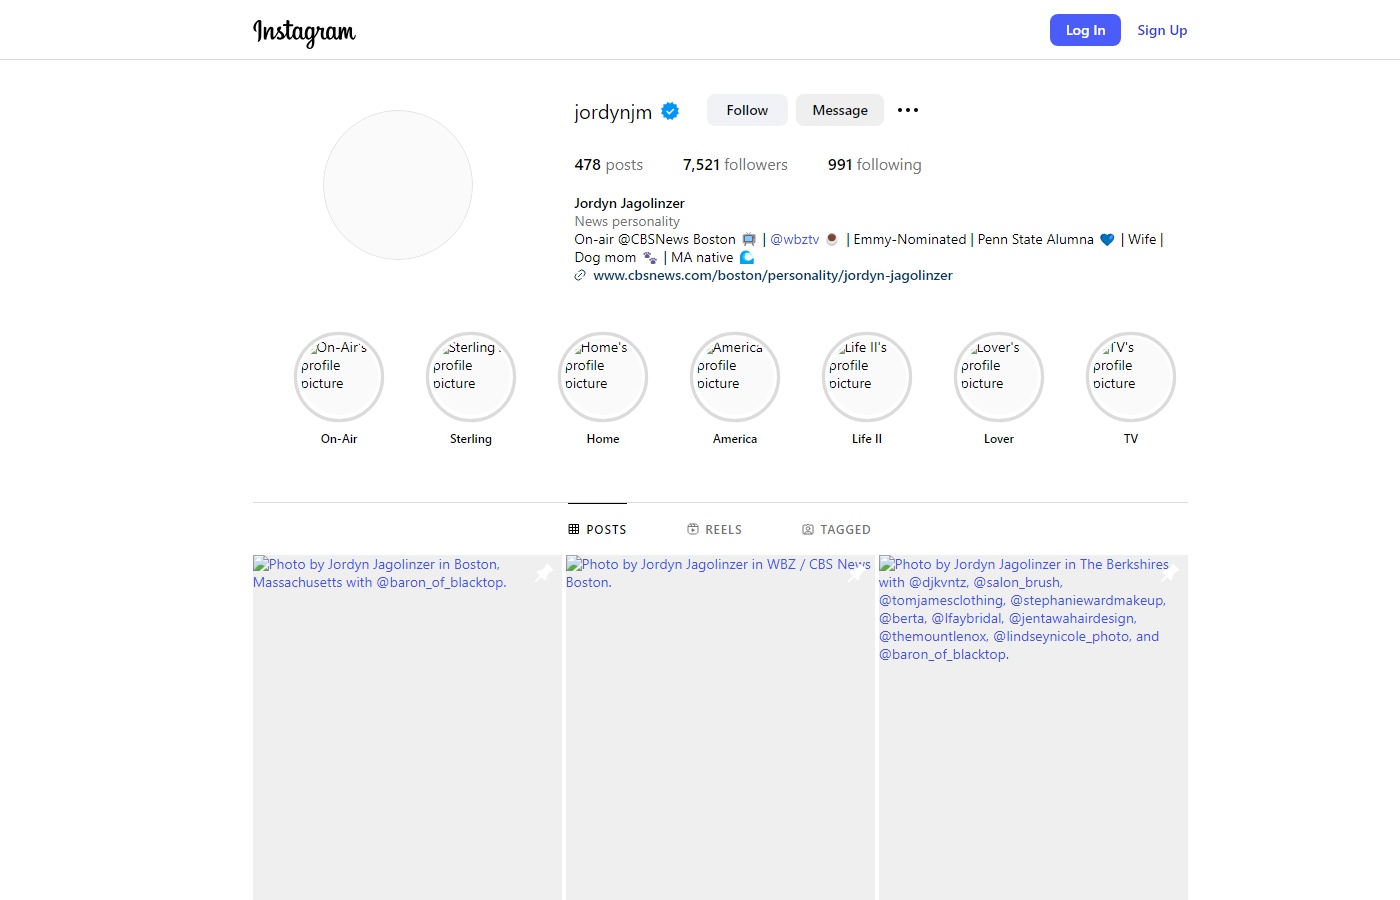 Instagram
Log In
Sign Up
jordynjm
Follow
Message
478 posts
7,521 followers
991 following
Jordyn Jagolinzer
News personality
On-air @CBSNews Boston 📺 | @wbztv ☕ | Emmy-Nominated | Penn State Alumna 💙 | Wife |
Dog mom 🐾 | MA native 🌊
www.cbsnews.com/boston/personality/jordyn-jagolinzer
On-Air's
profile
picture
Sterling
profile
picture
Home's
profile
picture
America
profile
picture
Life II's
profile
picture
Lover's
profile
picture
TV's
profile
picture
On-Air
Sterling
Home
America
Life II
Lover
TV
POSTS
REELS
TAGGED
Photo by Jordyn Jagolinzer in Boston,
Massachusetts with @baron_of_blacktop.
Photo by Jordyn Jagolinzer in WBZ / CBS News
Boston.
Photo by Jordyn Jagolinzer in The Berkshires
with @djkvntz, @salon_brush,
@tomjamesclothing, @stephaniewardmakeup,
@berta, @lfaybridal, @jentawahairdesign,
@themountlenox, @lindseynicole_photo, and
@baron_of_blacktop.